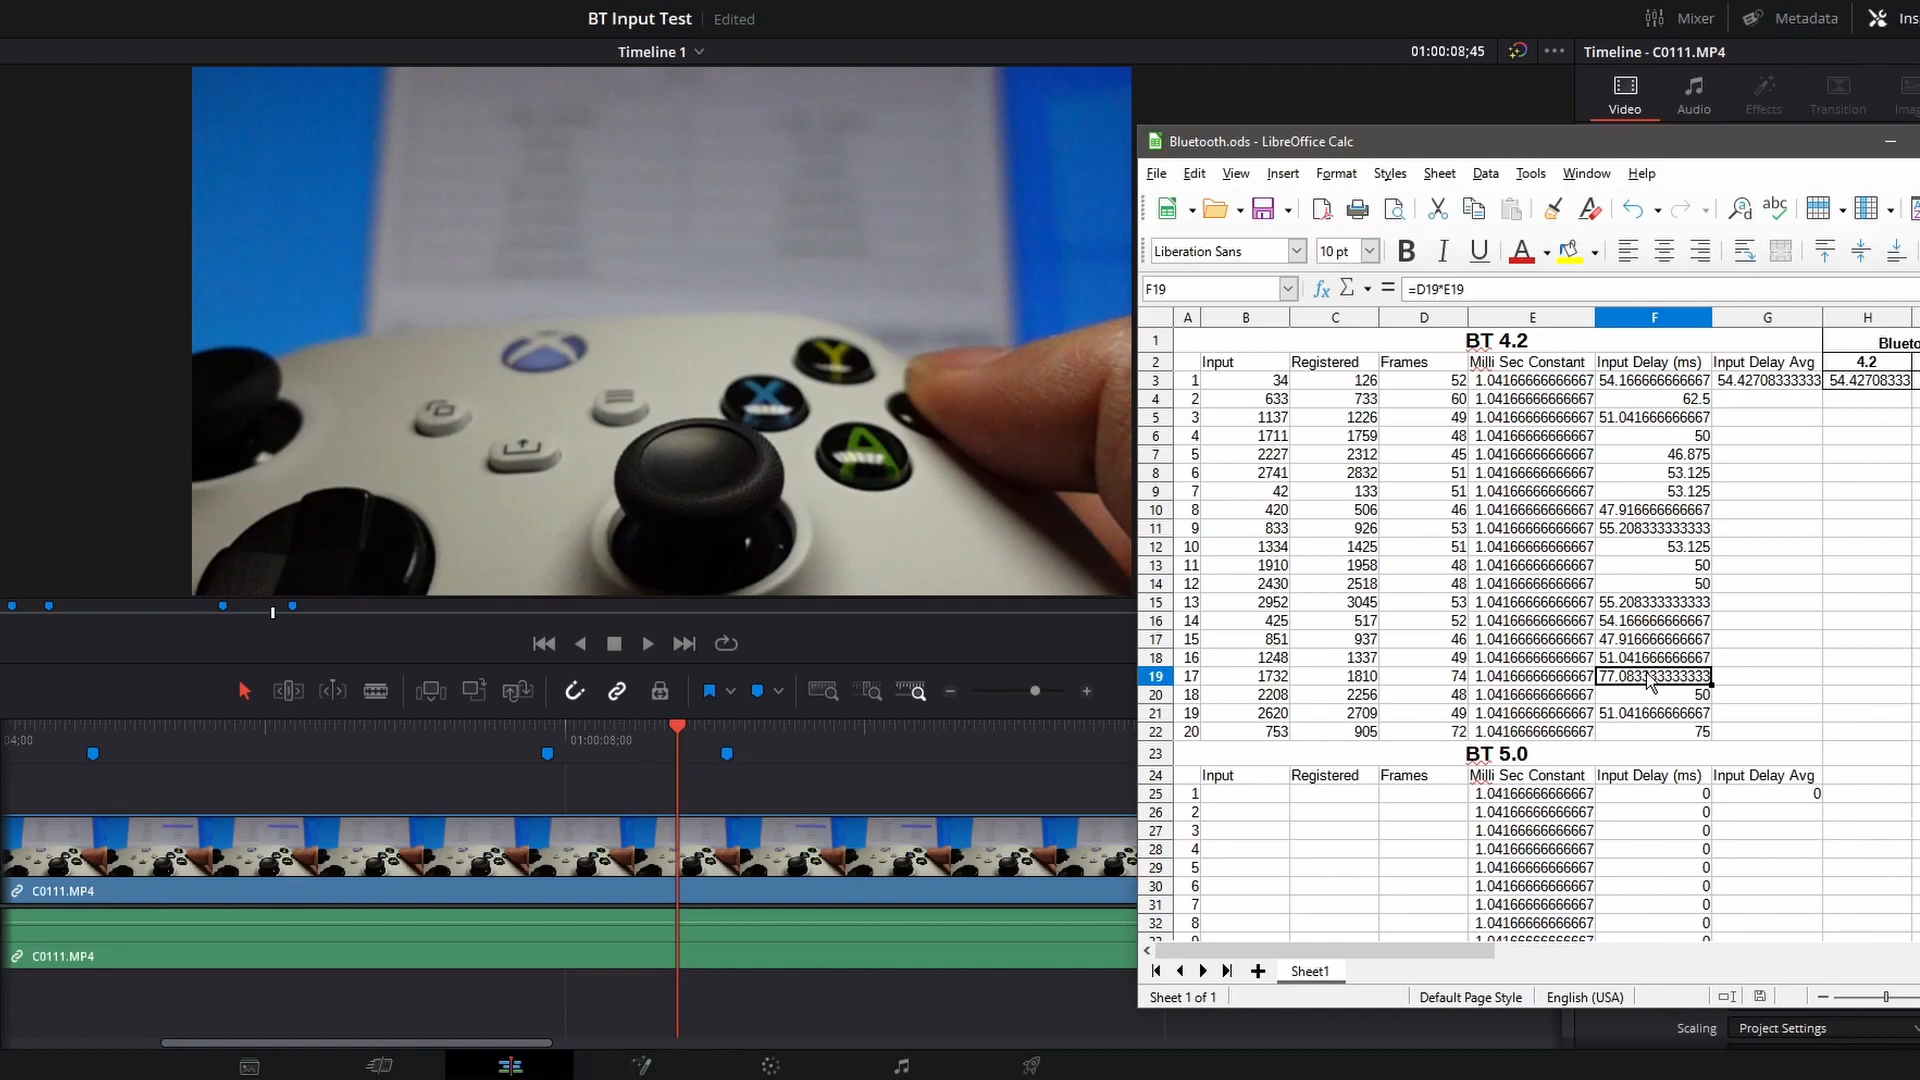 BT Input Test Edited
Mixer Metadata Ins
Timeline 1 01:00:08;45 Timeline - C0111.MP4
Video Audio Effects Transition Imag
Bluetooth.ods - LibreOffice Calc
File Edit View Insert Format Styles Sheet Data Tools Window Help
Liberation Sans 10 pt
F19 =D19*E19
A B C D E F G H
1 BT 4.2 Blueto
2 Input Registered Frames Milli Sec Constant Input Delay (ms) Input Delay Avg 4.2
3 1 34 126 52 1.04166666666667 54.166666666667 54.42708333333 54.42708333
4 2 633 733 60 1.04166666666667 62.5
5 3 1137 1226 49 1.04166666666667 51.041666666667
6 4 1711 1759 48 1.04166666666667 50
7 5 2227 2312 45 1.04166666666667 46.875
8 6 2741 2832 51 1.04166666666667 53.125
9 7 42 133 51 1.04166666666667 53.125
10 8 420 506 46 1.04166666666667 47.916666666667
11 9 833 926 53 1.04166666666667 55.208333333333
12 10 1334 1425 51 1.04166666666667 53.125
13 11 1910 1958 48 1.04166666666667 50
14 12 2430 2518 48 1.04166666666667 50
15 13 2952 3045 53 1.04166666666667 55.208333333333
16 14 425 517 52 1.04166666666667 54.166666666667
17 15 851 937 46 1.04166666666667 47.916666666667
18 16 1248 1337 49 1.04166666666667 51.041666666667
19 17 1732 1810 74 1.04166666666667 77.083333333333
20 18 2208 2256 48 1.04166666666667 50
21 19 2620 2709 49 1.04166666666667 51.041666666667
22 20 753 905 72 1.04166666666667 75
23 BT 5.0
24 Input Registered Frames Milli Sec Constant Input Delay (ms) Input Delay Avg
25 1 1.04166666666667 0 0
26 2 1.04166666666667 0
27 3 1.04166666666667 0
28 4 1.04166666666667 0
29 5 1.04166666666667 0
30 6 1.04166666666667 0
31 7 1.04166666666667 0
32 8 1.04166666666667 0
Sheet1
Sheet 1 of 1 Default Page Style English (USA)
Scaling Project Settings
X Y A
04;00 01:00:08;00
C0111.MP4
C0111.MP4